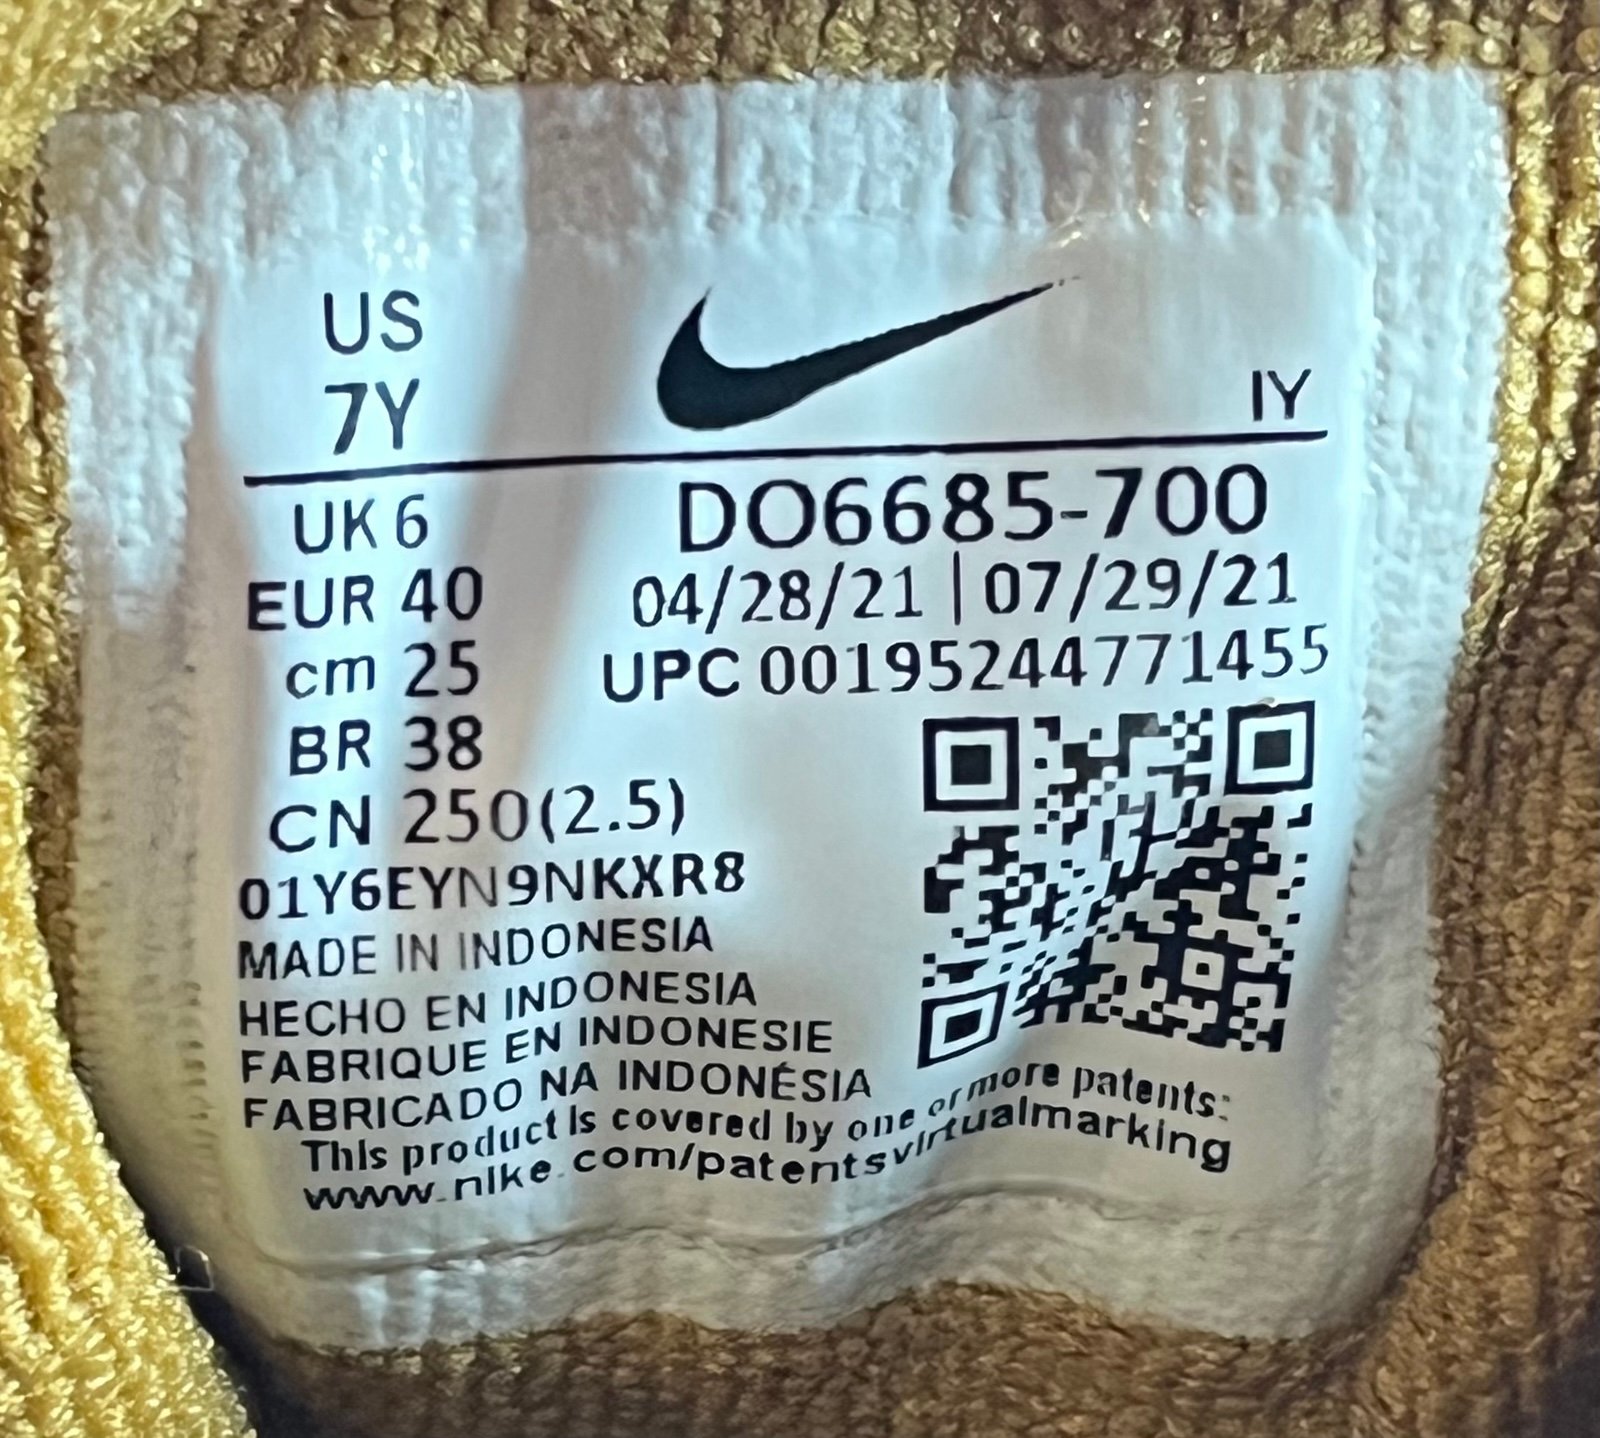 US
7Y
IY
UK 6
EUR 40
cm 25
BR 38
CN 250(2.5)
DO6685-700
04/28/21 | 07/29/21
UPC 00195244771455
01Y6EYN9NKXR8
MADE IN INDONESIA
HECHO EN INDONESIA
FABRIQUE EN INDONESIE
FABRICADO NA INDONÉSIA
This product is covered by one or more patents:
www.nike.com/patentsvirtualmarking